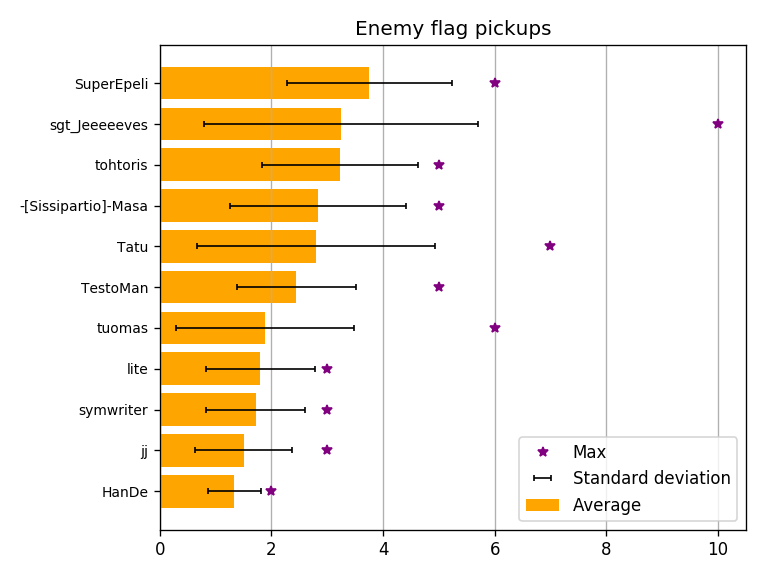 Enemy flag pickups
SuperEpeli
sgt_Jeeeeeves
tohtoris
-[Sissipartio]-Masa
Tatu
TestoMan
tuomas
lite
symwriter
jj
HanDe
Max
Standard deviation
Average
0 2 4 6 8 10